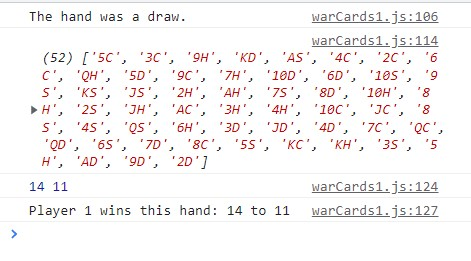 The hand was a draw. warCards1.js:106
warCards1.js:114
(52) ['5C', '3C', '9H', 'KD', 'AS', '4C', '2C', '6
C', 'QH', '5D', '9C', '7H', '10D', '6D', '10S', '9
S', 'KS', 'JS', '2H', 'AH', '7S', '8D', '10H', '8
H', '2S', 'JH', 'AC', '3H', '4H', '10C', 'JC', '8
S', '4S', 'QS', '6H', '3D', 'JD', '4D', '7C', 'QC',
'QD', '6S', '7D', '8C', '5S', 'KC', 'KH', '3S', '5
H', 'AD', '9D', '2D']
14 11 warCards1.js:124
Player 1 wins this hand: 14 to 11 warCards1.js:127